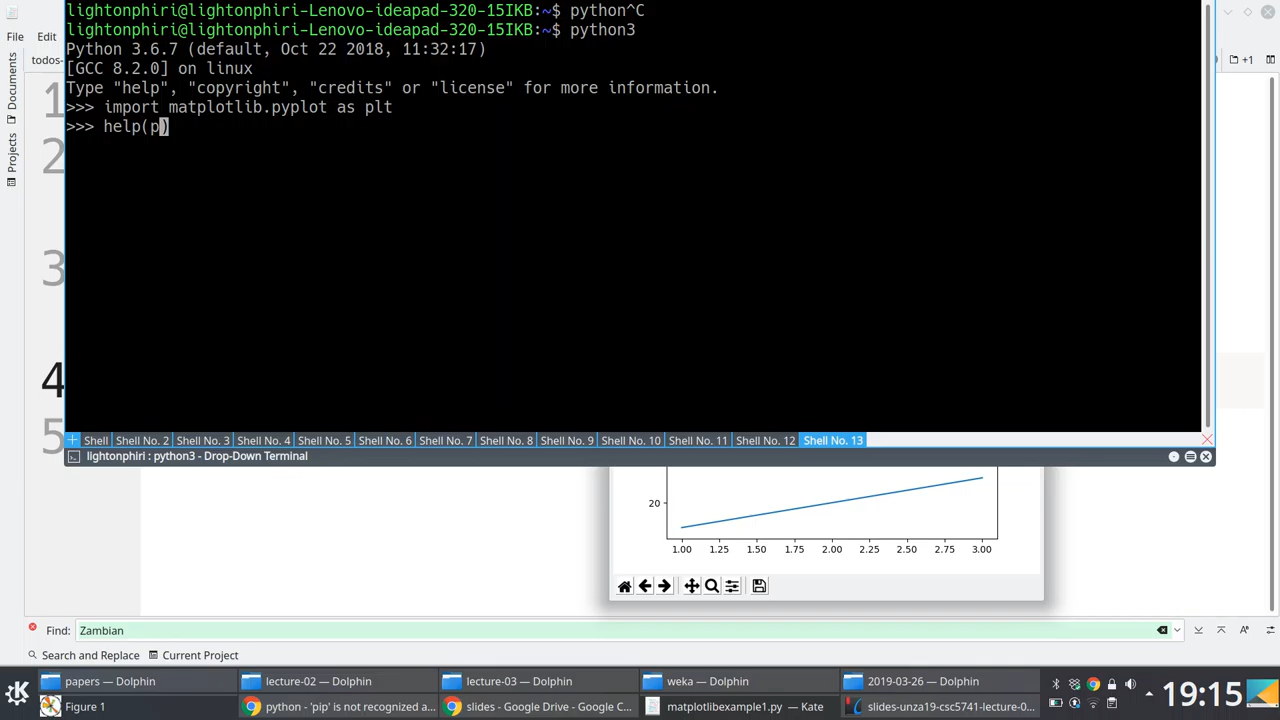 lightonphiri@lightonphiri-Lenovo-ideapad-320-15IKB:~$ python^C
lightonphiri@lightonphiri-Lenovo-ideapad-320-15IKB:~$ python3
Python 3.6.7 (default, Oct 22 2018, 11:32:17)
[GCC 8.2.0] on linux
Type "help", "copyright", "credits" or "license" for more information.
>>> import matplotlib.pyplot as plt
>>> help(p)
File Edit
todos-
+1
Documents
Projects
1
2
3
4
5
+ Shell Shell No. 2 Shell No. 3 Shell No. 4 Shell No. 5 Shell No. 6 Shell No. 7 Shell No. 8 Shell No. 9 Shell No. 10 Shell No. 11 Shell No. 12 Shell No. 13
lightonphiri : python3 - Drop-Down Terminal
20
1.00 1.25 1.50 1.75 2.00 2.25 2.50 2.75 3.00
Find: Zambian
Search and Replace Current Project
papers — Dolphin lecture-02 — Dolphin lecture-03 — Dolphin weka — Dolphin 2019-03-26 — Dolphin
Figure 1 python - 'pip' is not recognized a... slides - Google Drive - Google C... matplotlibexample1.py — Kate slides-unza19-csc5741-lecture-0...
19:15